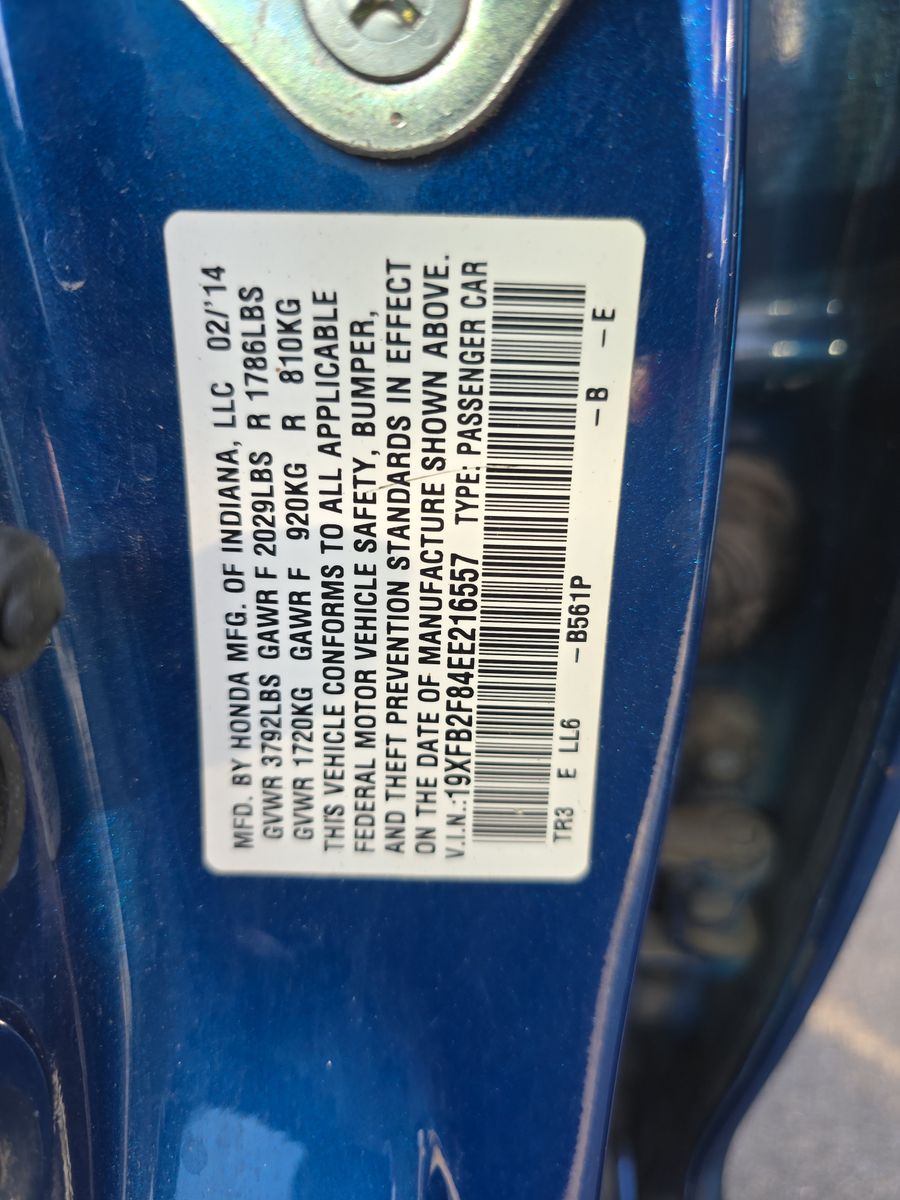 MFD. BY HONDA MFG. OF INDIANA, LLC 02/'14
GVWR 3792LBS GAWR F 2029LBS R 1786LBS
GVWR 1720KG GAWR F 920KG R 810KG
THIS VEHICLE CONFORMS TO ALL APPLICABLE
FEDERAL MOTOR VEHICLE SAFETY, BUMPER,
AND THEFT PREVENTION STANDARDS IN EFFECT
ON THE DATE OF MANUFACTURE SHOWN ABOVE.
V.I.N.:19XFB2F84EE216557 TYPE: PASSENGER CAR
TR3 E LL6 -B561P -B -E